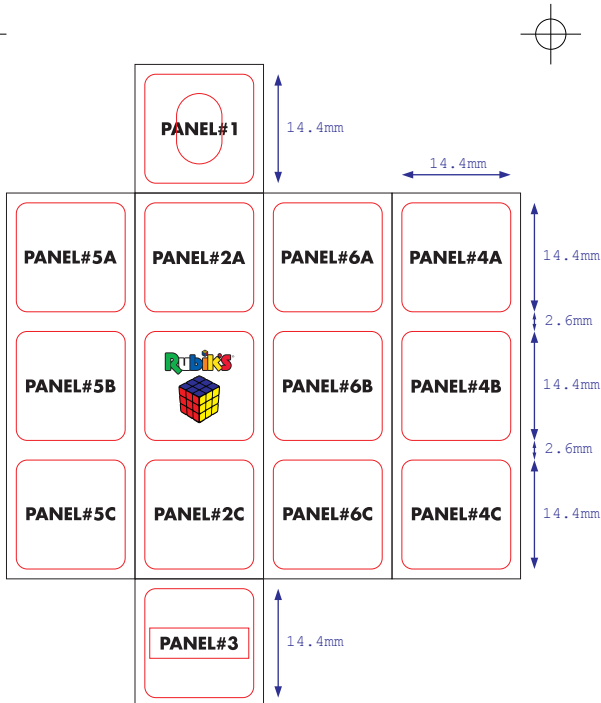 PANEL#1
14.4mm
14.4mm
PANEL#5A PANEL#2A PANEL#6A PANEL#4A
14.4mm
2.6mm
PANEL#5B Rubik's PANEL#6B PANEL#4B
14.4mm
2.6mm
PANEL#5C PANEL#2C PANEL#6C PANEL#4C
14.4mm
PANEL#3
14.4mm